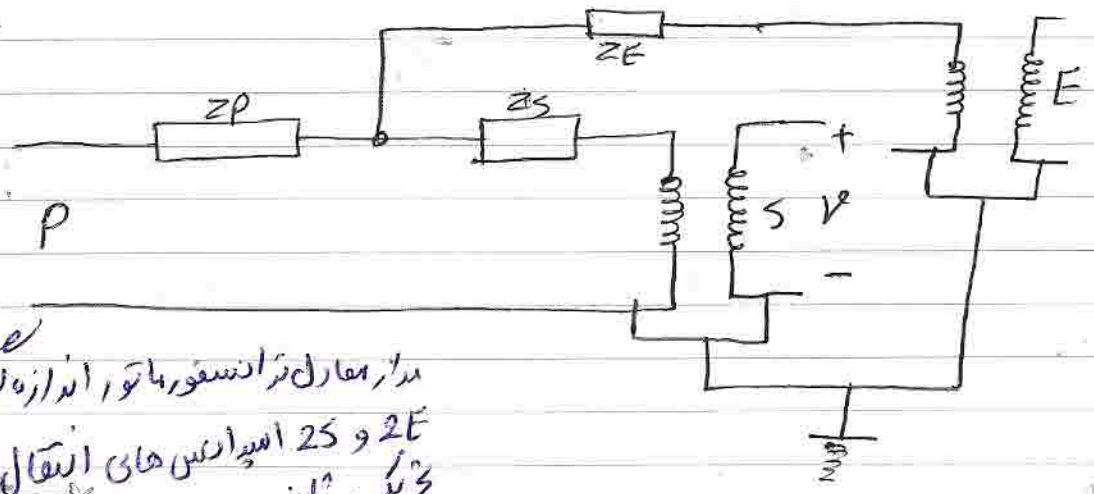 ZE
E
ZP
ZS
+
P
S V
-
مدار معادل ترانسفورماتور اندازه
ZE و ZS امپدانس های انتقال